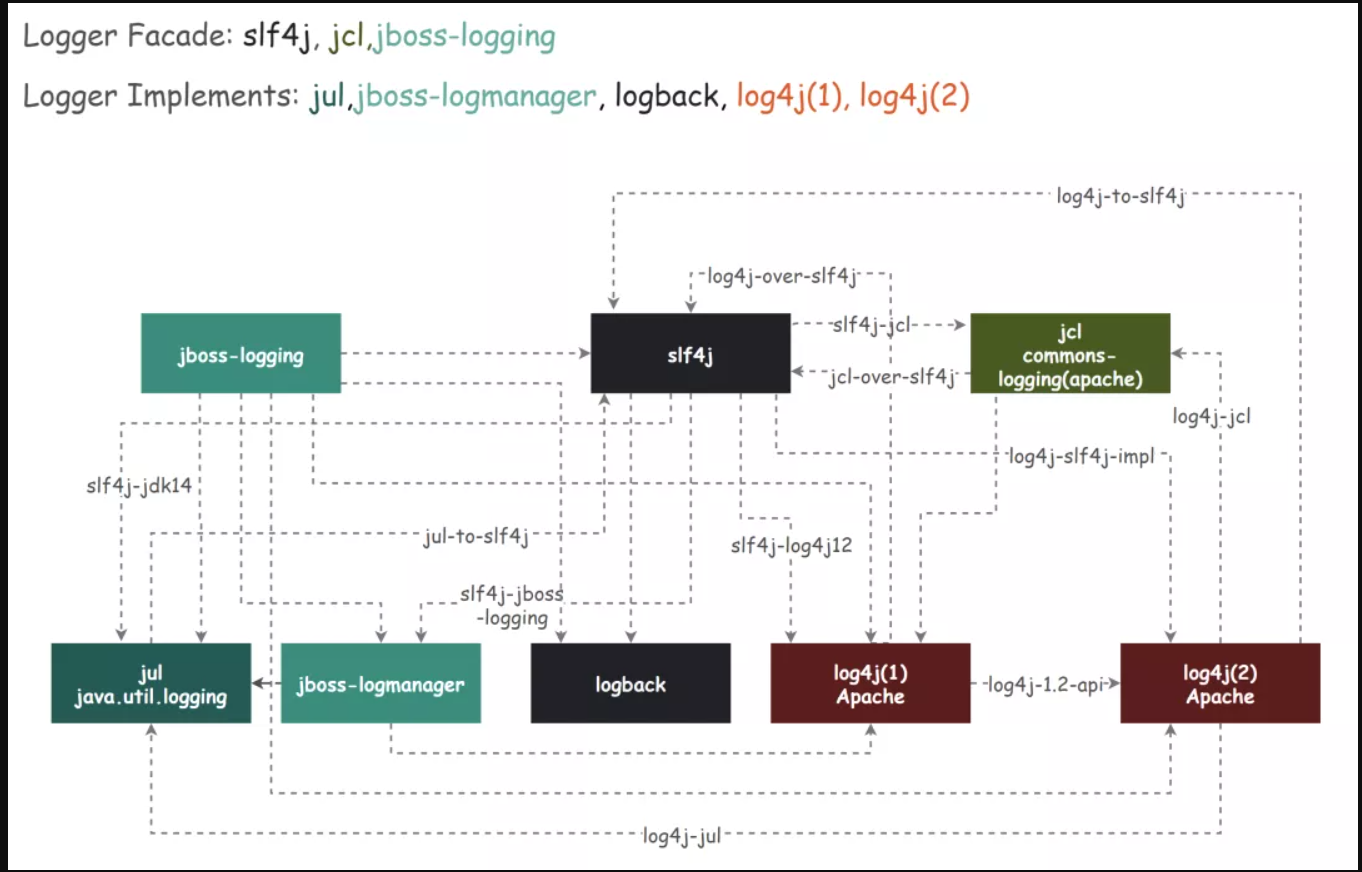 Logger Facade: slf4j, jcl,jboss-logging
Logger Implements: jul,jboss-logmanager, logback, log4j(1), log4j(2)
log4j-to-slf4j
log4j-over-slf4j
jboss-logging
slf4j
slf4j-jcl
jcl-over-slf4j
jcl
commons-
logging(apache)
log4j-jcl
log4j-slf4j-impl
slf4j-jdk14
jul-to-slf4j
slf4j-log4j12
slf4j-jboss
-logging
jul
java.util.logging
jboss-logmanager
logback
log4j(1)
Apache
log4j-1.2-api
log4j(2)
Apache
log4j-jul